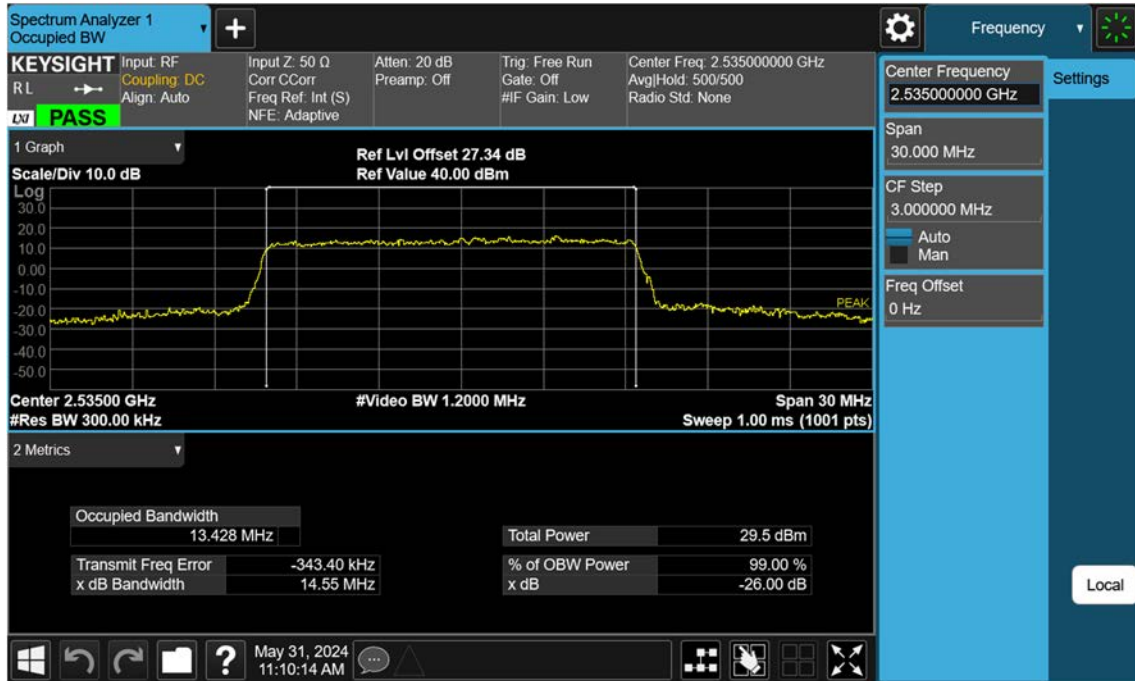 Spectrum Analyzer 1
Occupied BW
+
Frequency
KEYSIGHT
R L
LXI
PASS
Input: RF
Coupling: DC
Align: Auto
Input Z: 50 Ω
Corr CCorr
Freq Ref: Int (S)
NFE: Adaptive
Atten: 20 dB
Preamp: Off
Trig: Free Run
Gate: Off
#IF Gain: Low
Center Freq: 2.535000000 GHz
Avg|Hold: 500/500
Radio Std: None
Center Frequency
2.535000000 GHz
Settings
Span
30.000 MHz
CF Step
3.000000 MHz
Auto
Man
Freq Offset
0 Hz
Local
1 Graph
Scale/Div 10.0 dB
Ref Lvl Offset 27.34 dB
Ref Value 40.00 dBm
Log
30.0
20.0
10.0
0.00
-10.0
-20.0
-30.0
-40.0
-50.0
PEAK
Center 2.53500 GHz
#Video BW 1.2000 MHz
Span 30 MHz
#Res BW 300.00 kHz
Sweep 1.00 ms (1001 pts)
2 Metrics
Occupied Bandwidth
13.428 MHz
Total Power 29.5 dBm
Transmit Freq Error -343.40 kHz
% of OBW Power 99.00 %
x dB Bandwidth 14.55 MHz
x dB -26.00 dB
?
May 31, 2024
11:10:14 AM